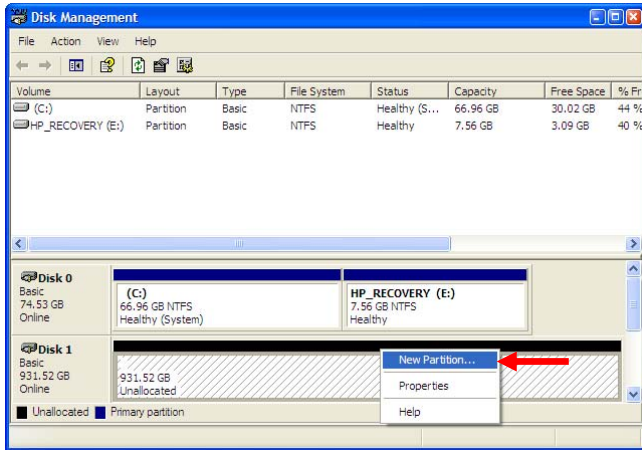 Disk Management
File Action View Help
Volume Layout Type File System Status Capacity Free Space % Fr
(C:) Partition Basic NTFS Healthy (S... 66.96 GB 30.02 GB 44 %
HP_RECOVERY (E:) Partition Basic NTFS Healthy 7.56 GB 3.09 GB 40 %
Disk 0
Basic
74.53 GB
Online
(C:)
66.96 GB NTFS
Healthy (System)
HP_RECOVERY (E:)
7.56 GB NTFS
Healthy
Disk 1
Basic
931.52 GB
Online
931.52 GB
Unallocated
New Partition...
Properties
Help
Unallocated Primary partition